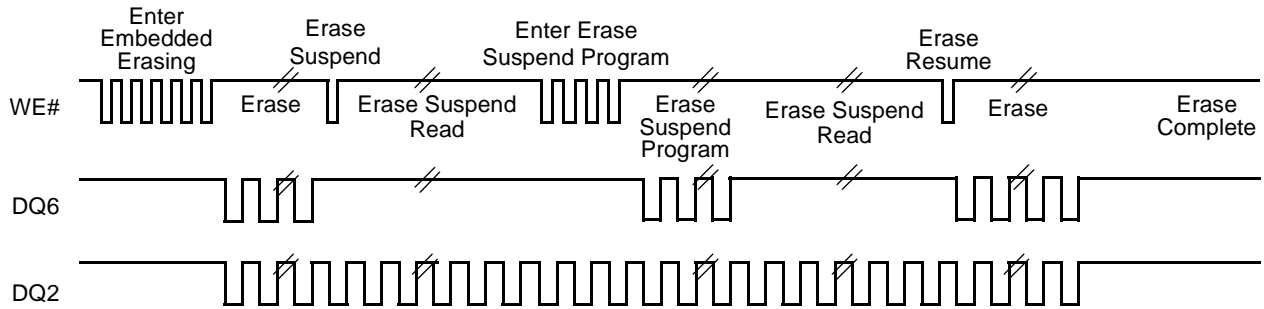 Enter
Embedded
Erasing
Erase
Suspend
Enter Erase
Suspend Program
Erase
Resume
WE#
Erase
Erase Suspend
Read
Erase
Suspend
Program
Erase Suspend
Read
Erase
Erase
Complete
DQ6
DQ2